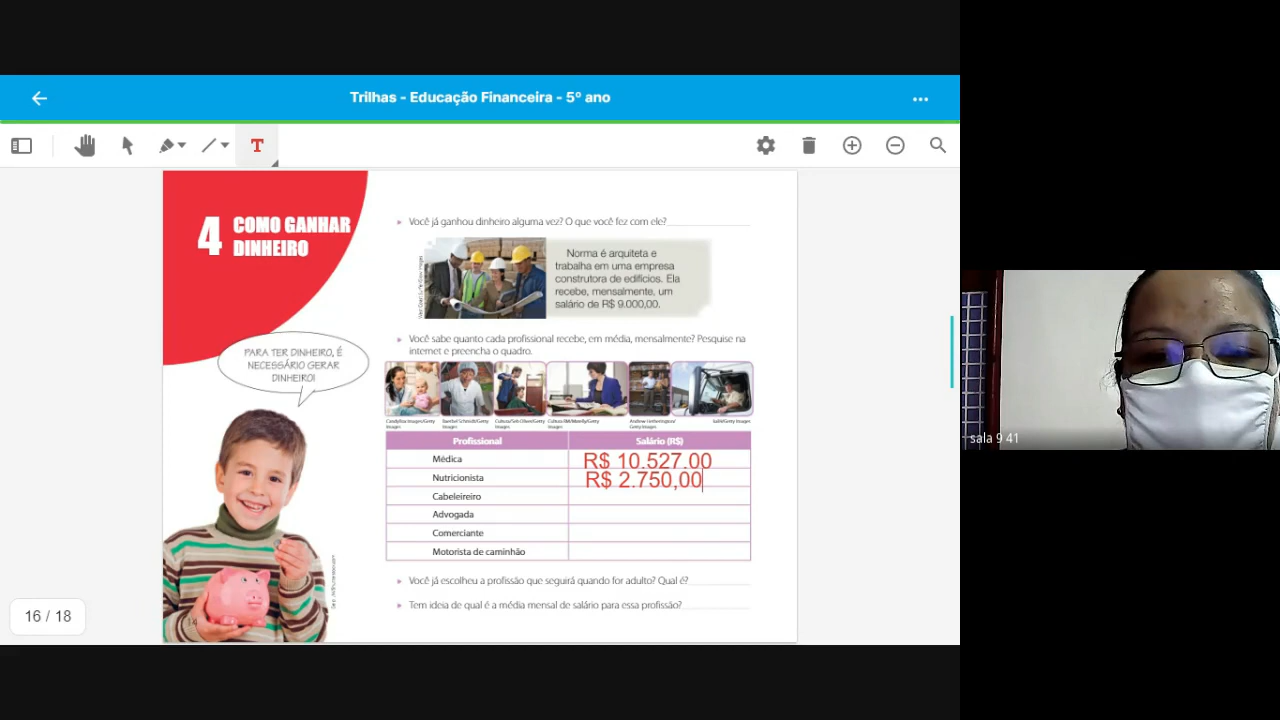 Trilhas - Educação Financeira - 5º ano
T
4 COMO GANHAR
DINHEIRO
Você já ganhou dinheiro alguma vez? O que você fez com ele?
Norma é arquiteta e
trabalha em uma empresa
construtora de edifícios. Ela
recebe, mensalmente, um
salário de R$ 9.000,00.
PARA TER DINHEIRO, É
NECESSÁRIO GERAR
DINHEIRO!
Você sabe quanto cada profissional recebe, em média, mensalmente? Pesquise na
internet e preencha o quadro.
Profissional Salário (R$)
Médica R$ 10.527,00
Nutricionista R$ 2.750,00
Cabeleireiro
Advogada
Comerciante
Motorista de caminhão
Você já escolheu a profissão que seguirá quando for adulto? Qual é?
Tem ideia de qual é a média mensal de salário para essa profissão?
14
16 / 18
sala 9 41